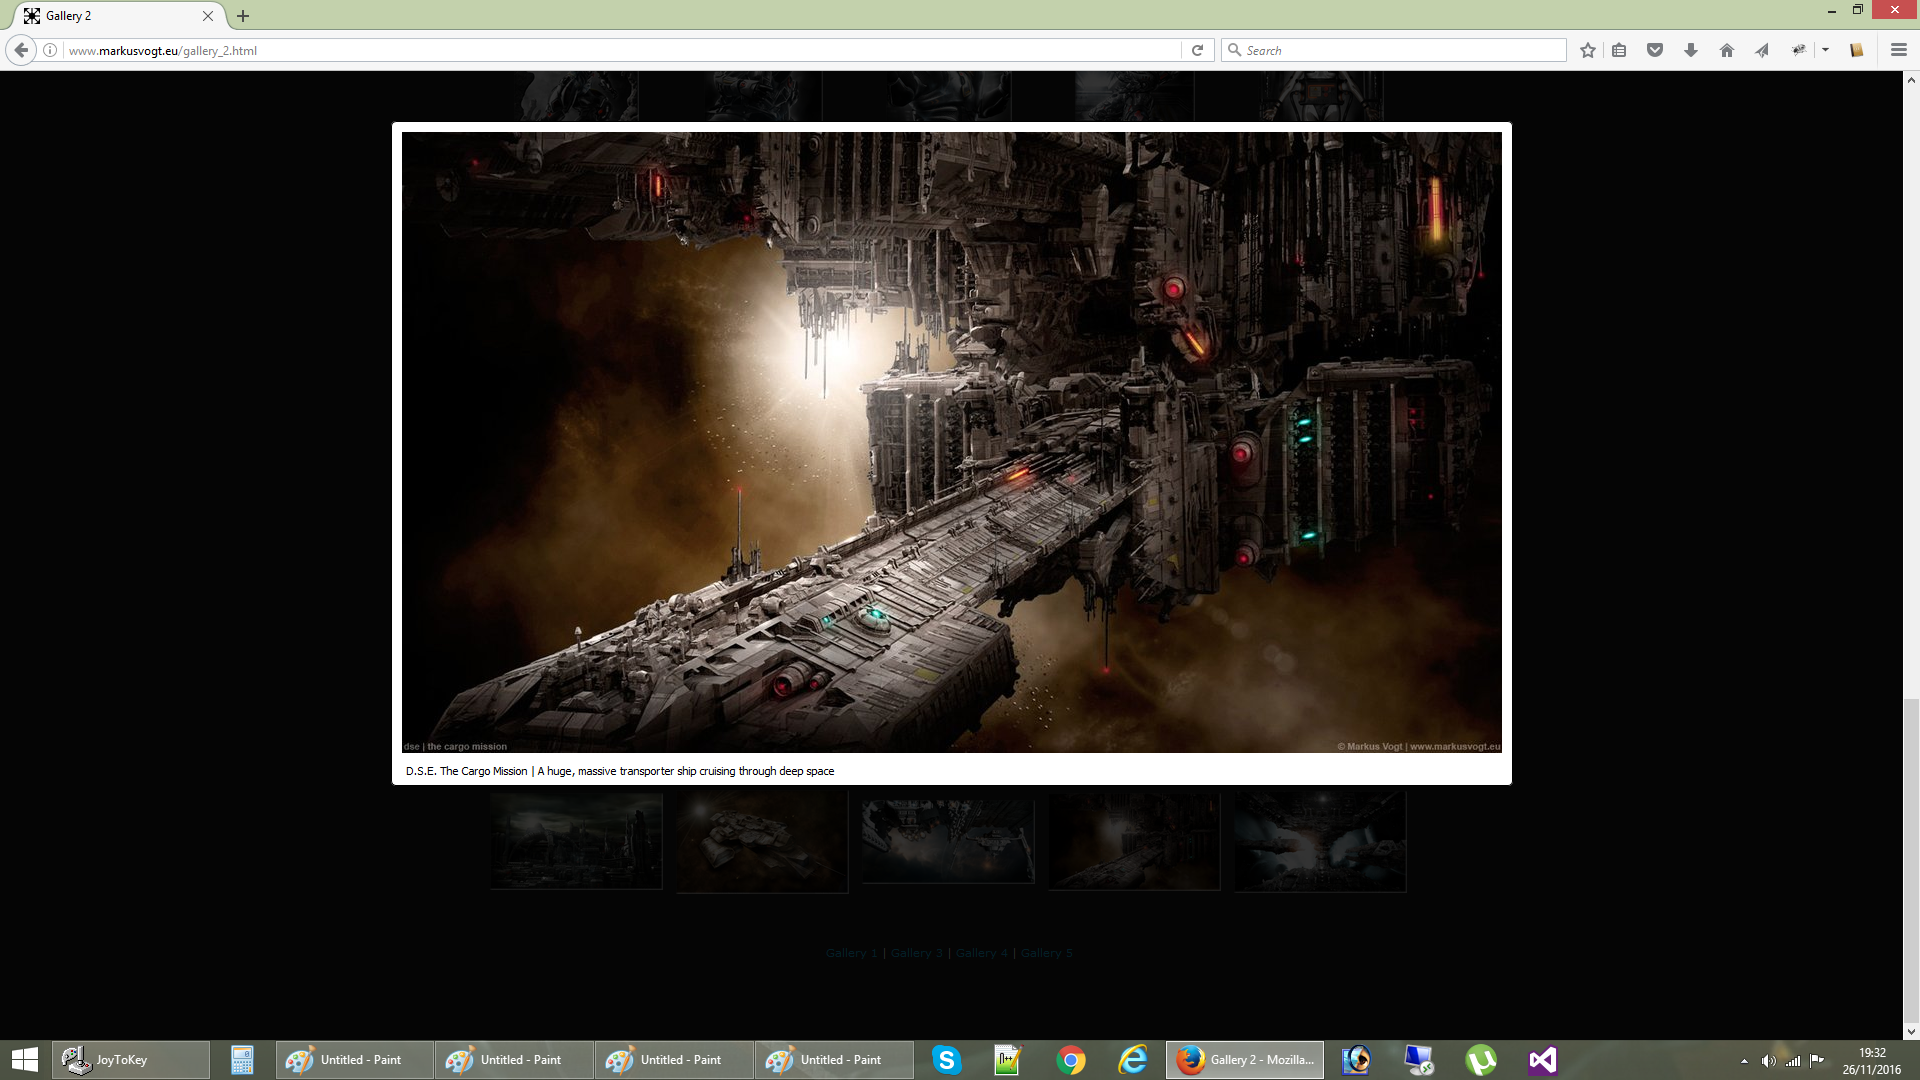 Gallery 2
www.markusvogt.eu/gallery_2.html
Search
dse | the cargo mission
© Markus Vogt | www.markusvogt.eu
D.S.E. The Cargo Mission | A huge, massive transporter ship cruising through deep space
Gallery 1 | Gallery 3 | Gallery 4 | Gallery 5
JoyToKey
Untitled - Paint
Untitled - Paint
Untitled - Paint
Untitled - Paint
Gallery 2 - Mozilla...
19:32
26/11/2016